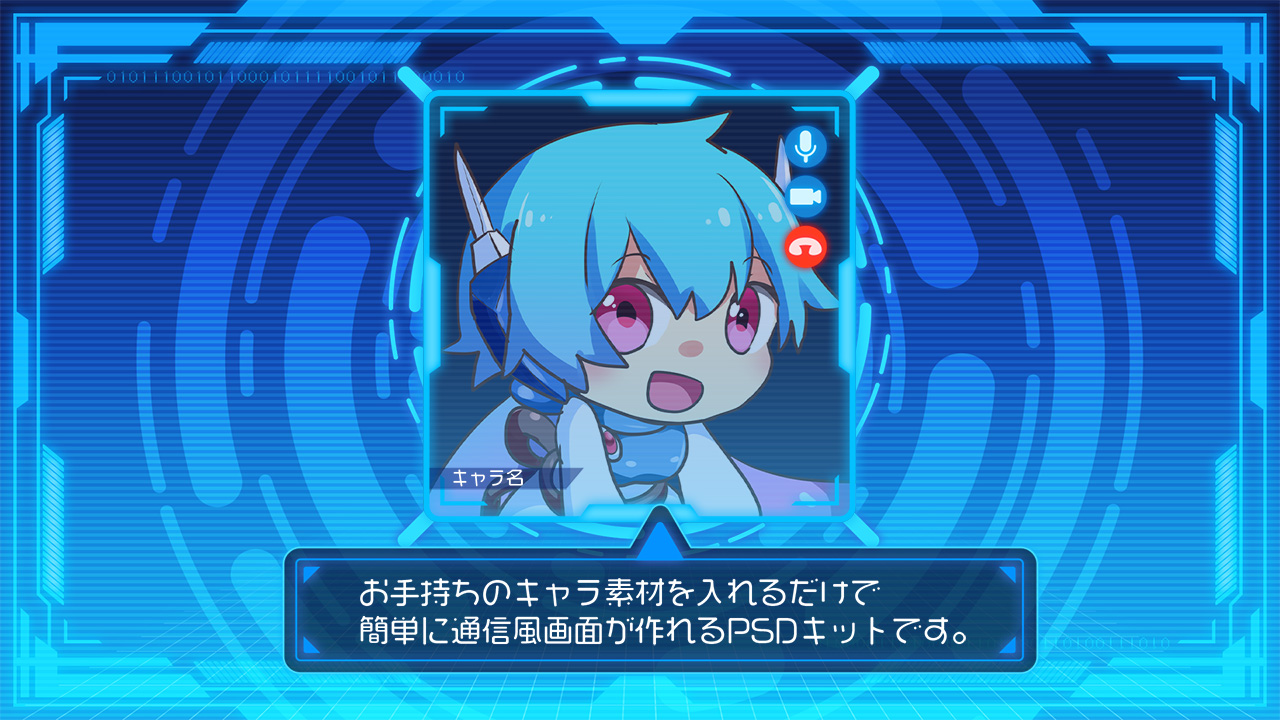 キャラ名
お手持ちのキャラ素材を入れるだけで
簡単に通信風画面が作れるPSDキットです。